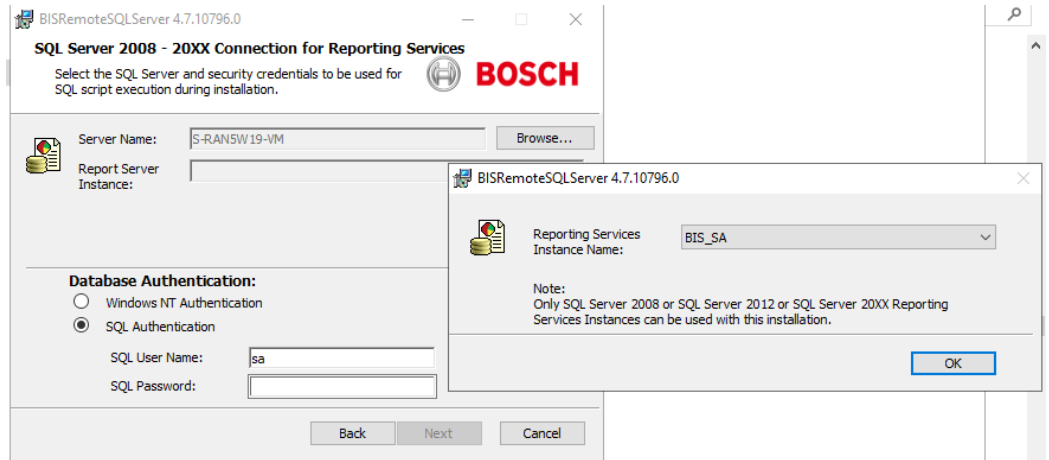 BISRemoteSQLServer 4.7.10796.0
SQL Server 2008 - 20XX Connection for Reporting Services
Select the SQL Server and security credentials to be used for
SQL script execution during installation.
BOSCH
Server Name:
S-RAN5W19-VM
Browse...
Report Server
Instance:
Database Authentication:
Windows NT Authentication
SQL Authentication
SQL User Name:
sa
SQL Password:
Back
Next
Cancel
BISRemoteSQLServer 4.7.10796.0
Reporting Services
Instance Name:
BIS_SA
Note:
Only SQL Server 2008 or SQL Server 2012 or SQL Server 20XX Reporting
Services Instances can be used with this installation.
OK